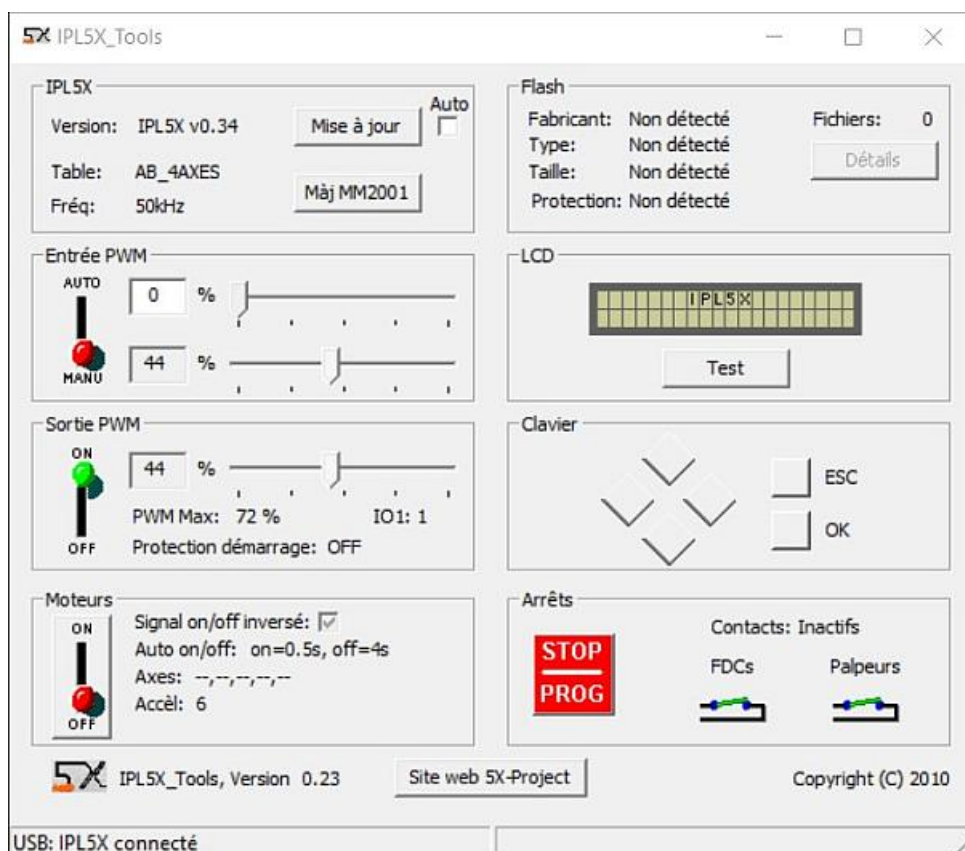 5X IPL5X_Tools
IPL5X
Version: IPL5X v0.34
Mise à jour
Auto
Table: AB_4AXES
Fréq: 50kHz
Màj MM2001
Flash
Fabricant: Non détecté
Type: Non détecté
Taille: Non détecté
Protection: Non détecté
Fichiers: 0
Détails
Entrée PWM
AUTO
0 %
44 %
MANU
LCD
IPL5X
Test
Sortie PWM
ON
44 %
PWM Max: 72 % IO1: 1
Protection démarrage: OFF
OFF
Clavier
ESC
OK
Moteurs
ON
Signal on/off inversé:
Auto on/off: on=0.5s, off=4s
Axes: --,--,--,--,--
Accèl: 6
OFF
Arrêts
STOP
PROG
Contacts: Inactifs
FDCs Palpeurs
5X IPL5X_Tools, Version 0.23
Site web 5X-Project
Copyright (C) 2010
USB: IPL5X connecté